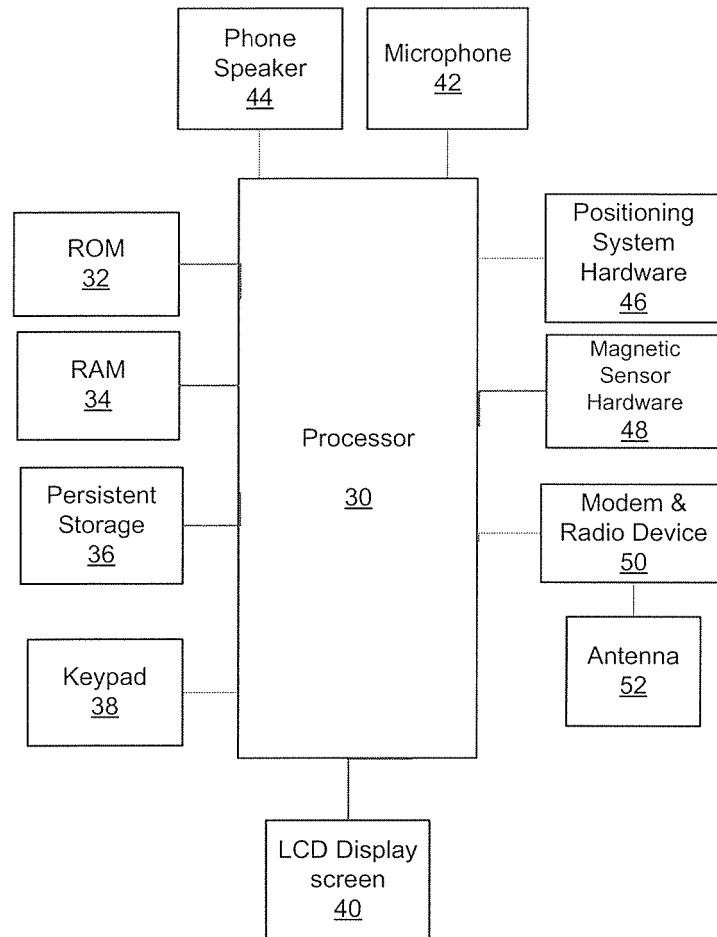 Phone
Speaker
44
Microphone
42
ROM
32
RAM
34
Persistent
Storage
36
Keypad
38
Processor
30
Positioning
System
Hardware
46
Magnetic
Sensor
Hardware
48
Modem &
Radio Device
50
Antenna
52
LCD Display
screen
40